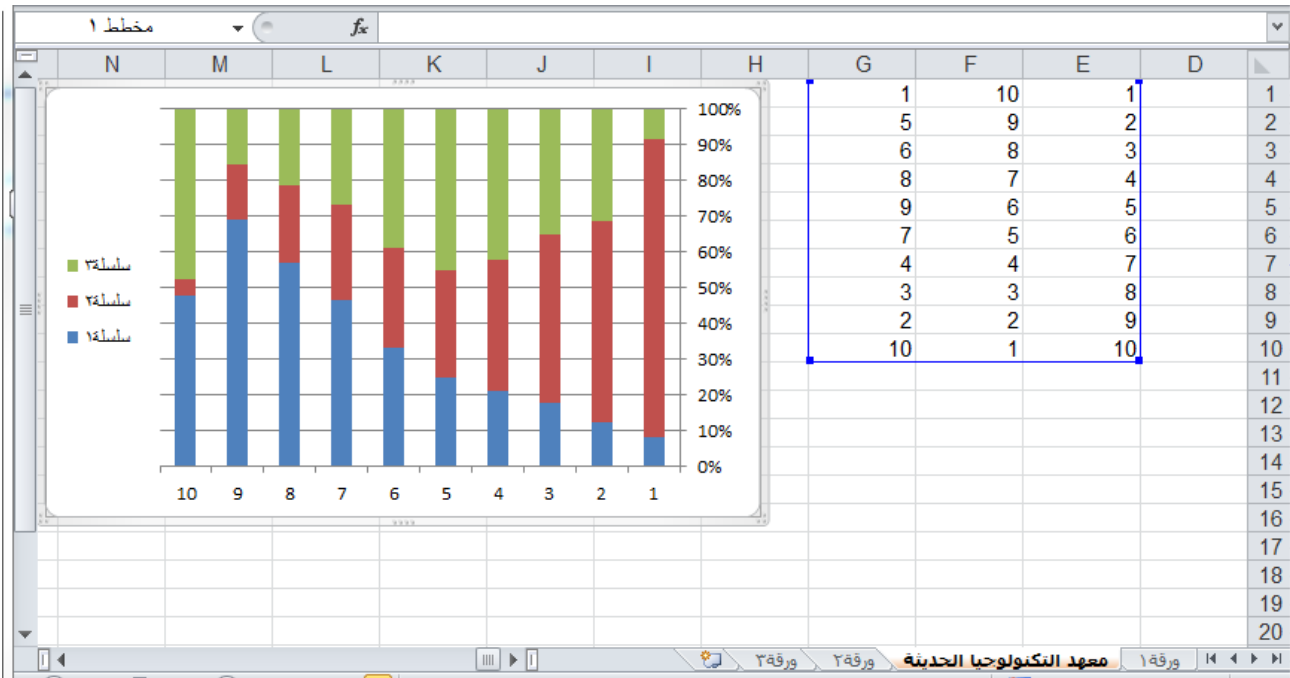 مخطط ١ fx
N M L K J I H G F E D
1 10 1 1
5 9 2 2
6 8 3 3
8 7 4 4
9 6 5 5
7 5 6 6
4 4 7 7
3 3 8 8
2 2 9 9
10 1 10 10
11
12
13
14
15
16
17
18
19
20
100%
90%
80%
70%
60%
50%
40%
30%
20%
10%
0%
سلسلة٣
سلسلة٢
سلسلة١
10 9 8 7 6 5 4 3 2 1
ورقة١ معهد التكنولوجيا الحديثة ورقة٢ ورقة٣